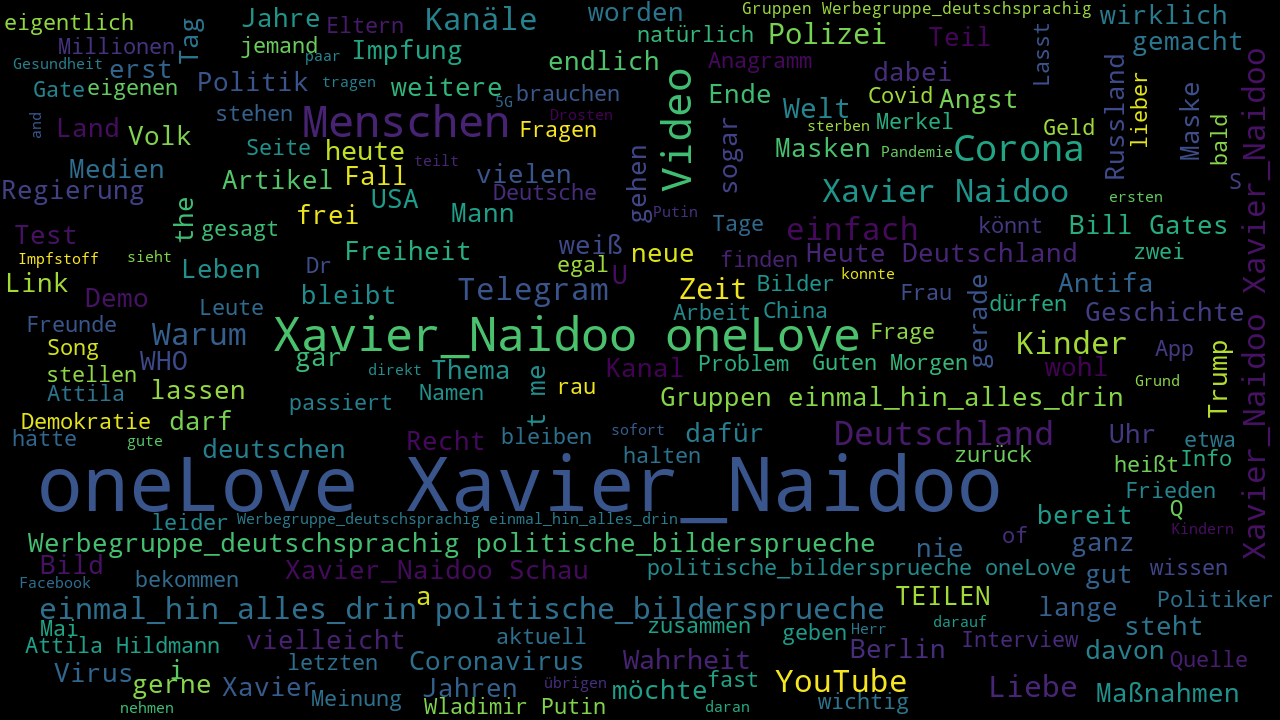 eigentlich
Millionen
Gesundheit
erst
Gate
eigenen
Tag
Jahre
jemand
paar
Eltern
Impfung
Kanäle
worden
endlich
natürlich
Gruppen Werbegruppe_deutschsprachig
Polizei
Teil
Anagramm
dabei
wirklich
gemacht
Lasst
Politik
tragen
weitere
5G
brauchen
Drosten
Ende
Welt
Covid
Angst
Geld
Russland
lieber
Maske
bald
and
Land
Volk
stehen
Menschen
Fragen
Video
sogar
sterben
Merkel
Pandemie
Masken
Corona
Xavier_Naidoo Xavier_Naidoo
Medien
Seite
heute
teilt
vielen
gehen
Regierung
Artikel
Fall
USA
Deutsche
Xavier Naidoo
ersten
S
the
gesagt
frei
Mann
Putin
Tage
einfach
könnt
Bill Gates
Test
Impfstoff
sieht
Freiheit
weiß
egal
U
neue
finden
Heute
Deutschland
zwei
Link
Leben
Dr
bleibt
Telegram
Zeit
Bilder
konnte
Frau
gerade
Antifa
Demo
Leute
Arbeit
China
dürfen
Geschichte
Freunde
Warum
Xavier_Naidoo oneLove
Frage
Kinder
App
Song
WHO
gar
direkt
Thema
t me
Kanal
Problem
Guten Morgen
wohl
Trump
stellen
Attila
lassen
Namen
rau
Gruppen einmal_hin_alles_drin
Grund
Demokratie
darf
passiert
hätte
gute
deutschen
Recht
bleiben
sofort
dafür
Deutschland
Uhr
etwa
halten
zurück
heißt
Info
oneLove Xavier_Naidoo
Frieden
leider
Werbegruppe_deutschsprachig einmal_hin_alles_drin
bereit
Q
Kindern
Werbegruppe_deutschsprachig politische_bildersprueche
nie
of
ganz
Bild
Facebook
bekommen
Xavier_Naidoo Schau
politische_bildersprueche oneLove
gut
wissen
einmal_hin_alles_drin politische_bildersprueche
a
TEILEN
lange
Politiker
Mai
Attila Hildmann
vielleicht
aktuell
zusammen
geben
Herr
darauf
Interview
steht
Virus
i
letzten
Coronavirus
Wahrheit
Berlin
davon
Quelle
gerne
Xavier
Meinung
Jahren
übrigen
möchte
fast
YouTube
wichtig
Liebe
Maßnahmen
nehmen
Wladimir Putin
daran